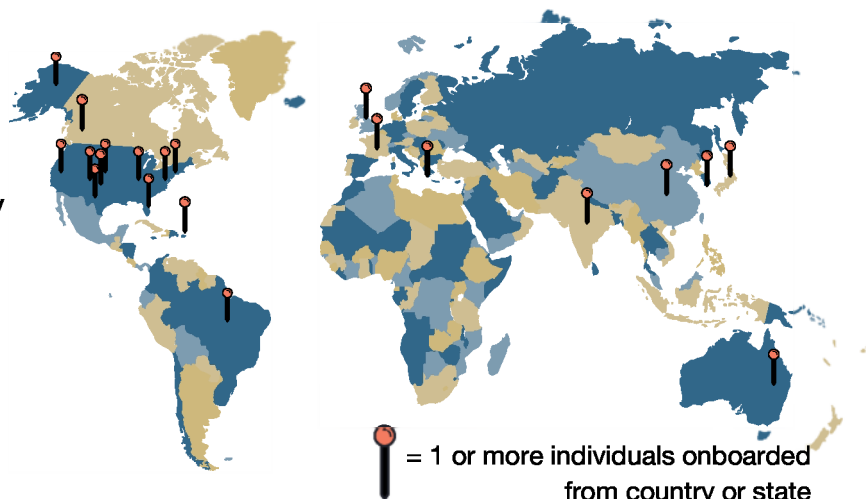 = 1 or more individuals onboarded
from country or state